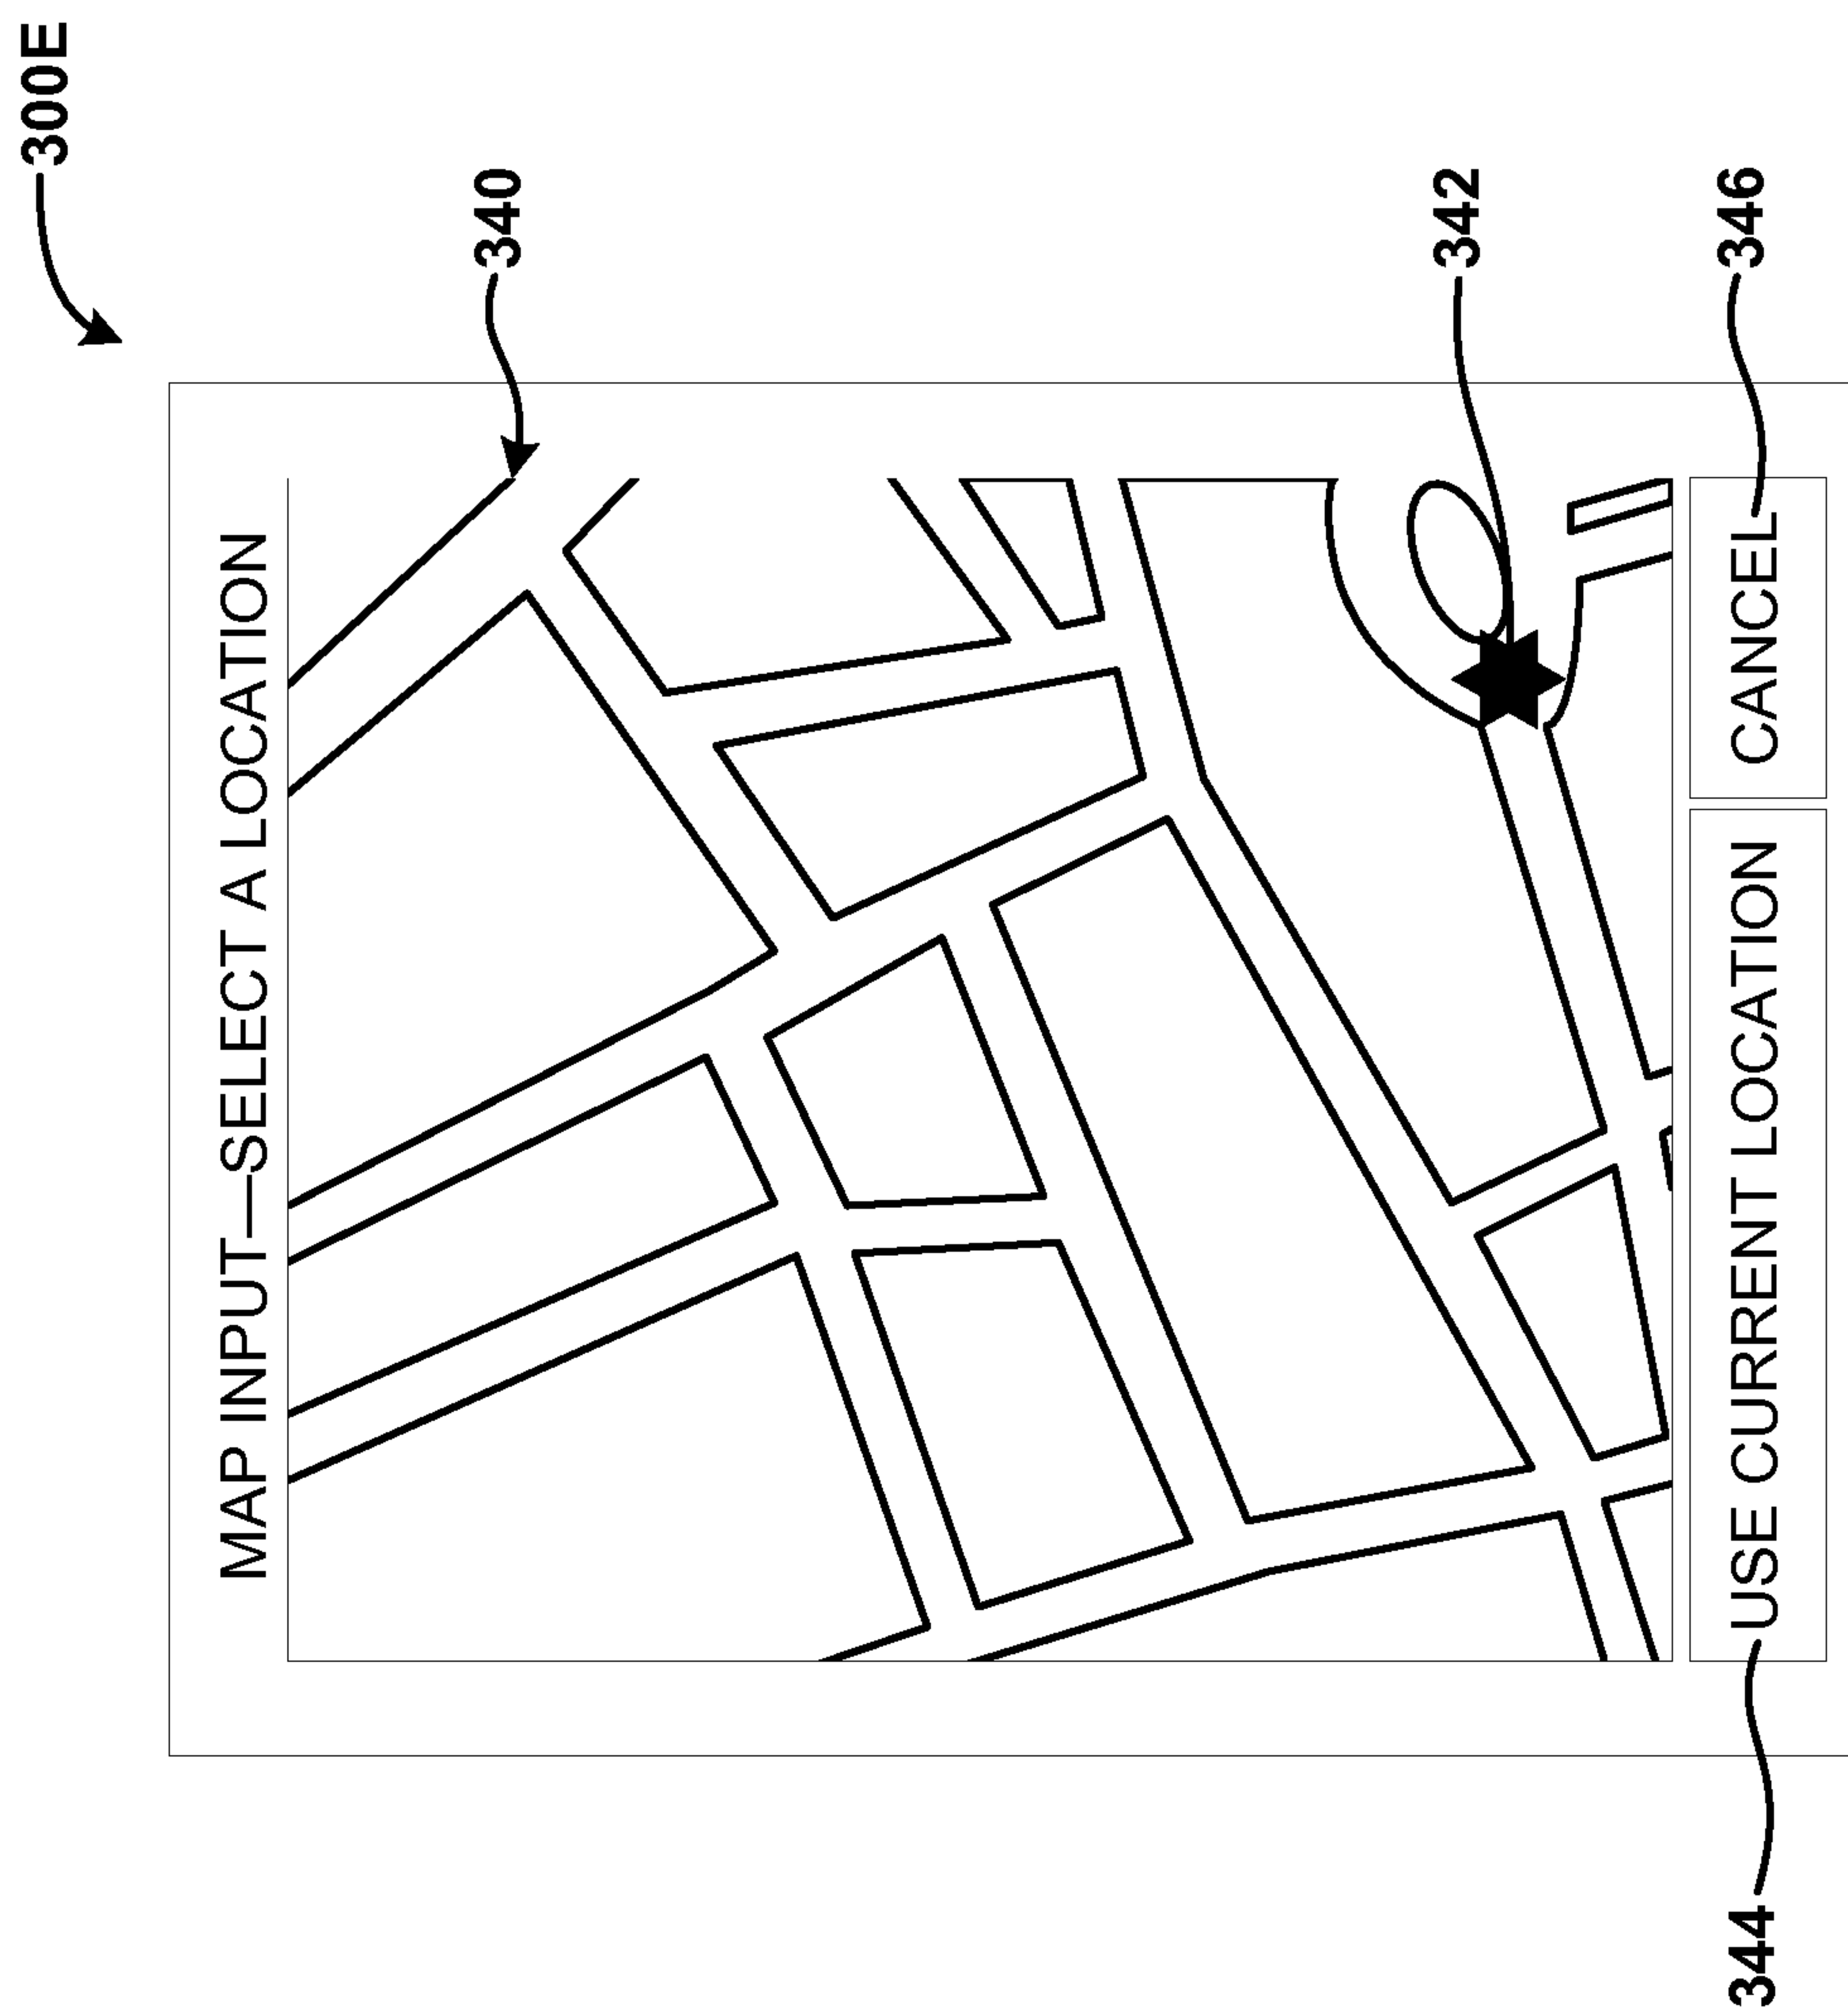 300E
MAP INPUT—SELECT A LOCATION
340
342
344
USE CURRENT LOCATION
CANCEL
346